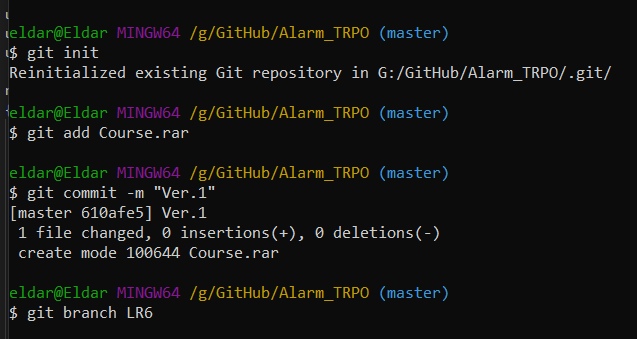 eldar@Eldar MINGW64 /g/GitHub/Alarm_TRPO (master)
$ git init
Reinitialized existing Git repository in G:/GitHub/Alarm_TRPO/.git/
eldar@Eldar MINGW64 /g/GitHub/Alarm_TRPO (master)
$ git add Course.rar
eldar@Eldar MINGW64 /g/GitHub/Alarm_TRPO (master)
$ git commit -m "Ver.1"
[master 610afe5] Ver.1
 1 file changed, 0 insertions(+), 0 deletions(-)
 create mode 100644 Course.rar
eldar@Eldar MINGW64 /g/GitHub/Alarm_TRPO (master)
$ git branch LR6